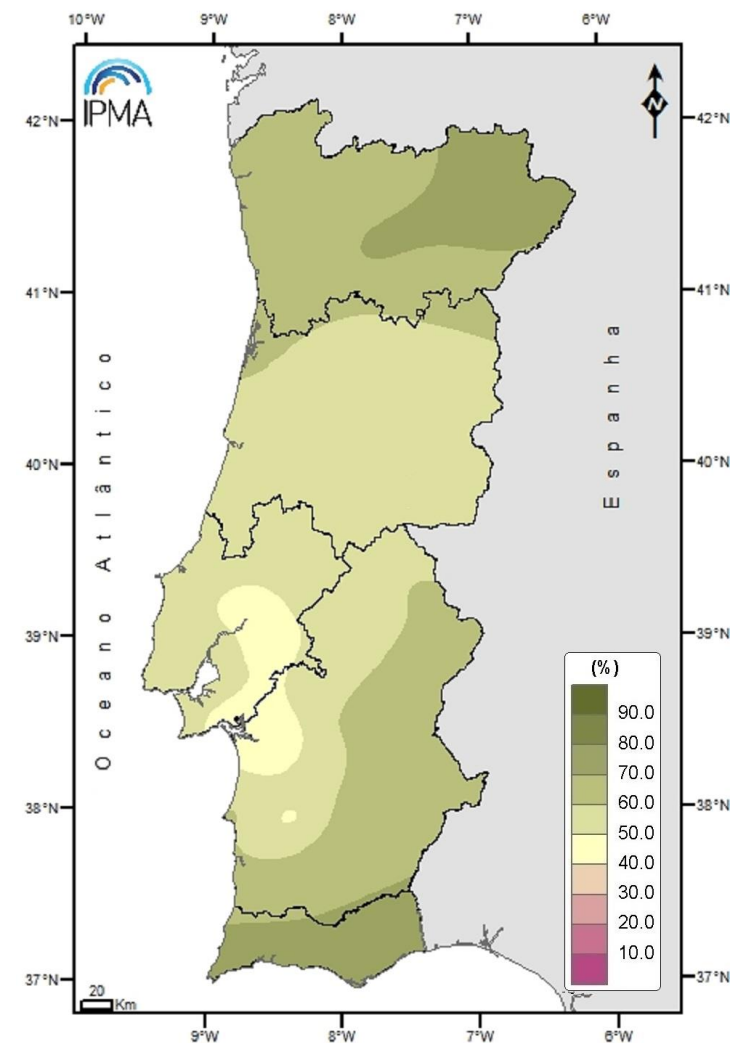 10°W 9°W 8°W 7°W 6°W
IPMA
N
42°N 42°N
41°N 41°N
Oceano Atlântico
Espanha
40°N 40°N
39°N 39°N
(%)
90.0
80.0
70.0
60.0
50.0
40.0
30.0
20.0
10.0
38°N 38°N
37°N 37°N
20
Km
9°W 8°W 7°W 6°W